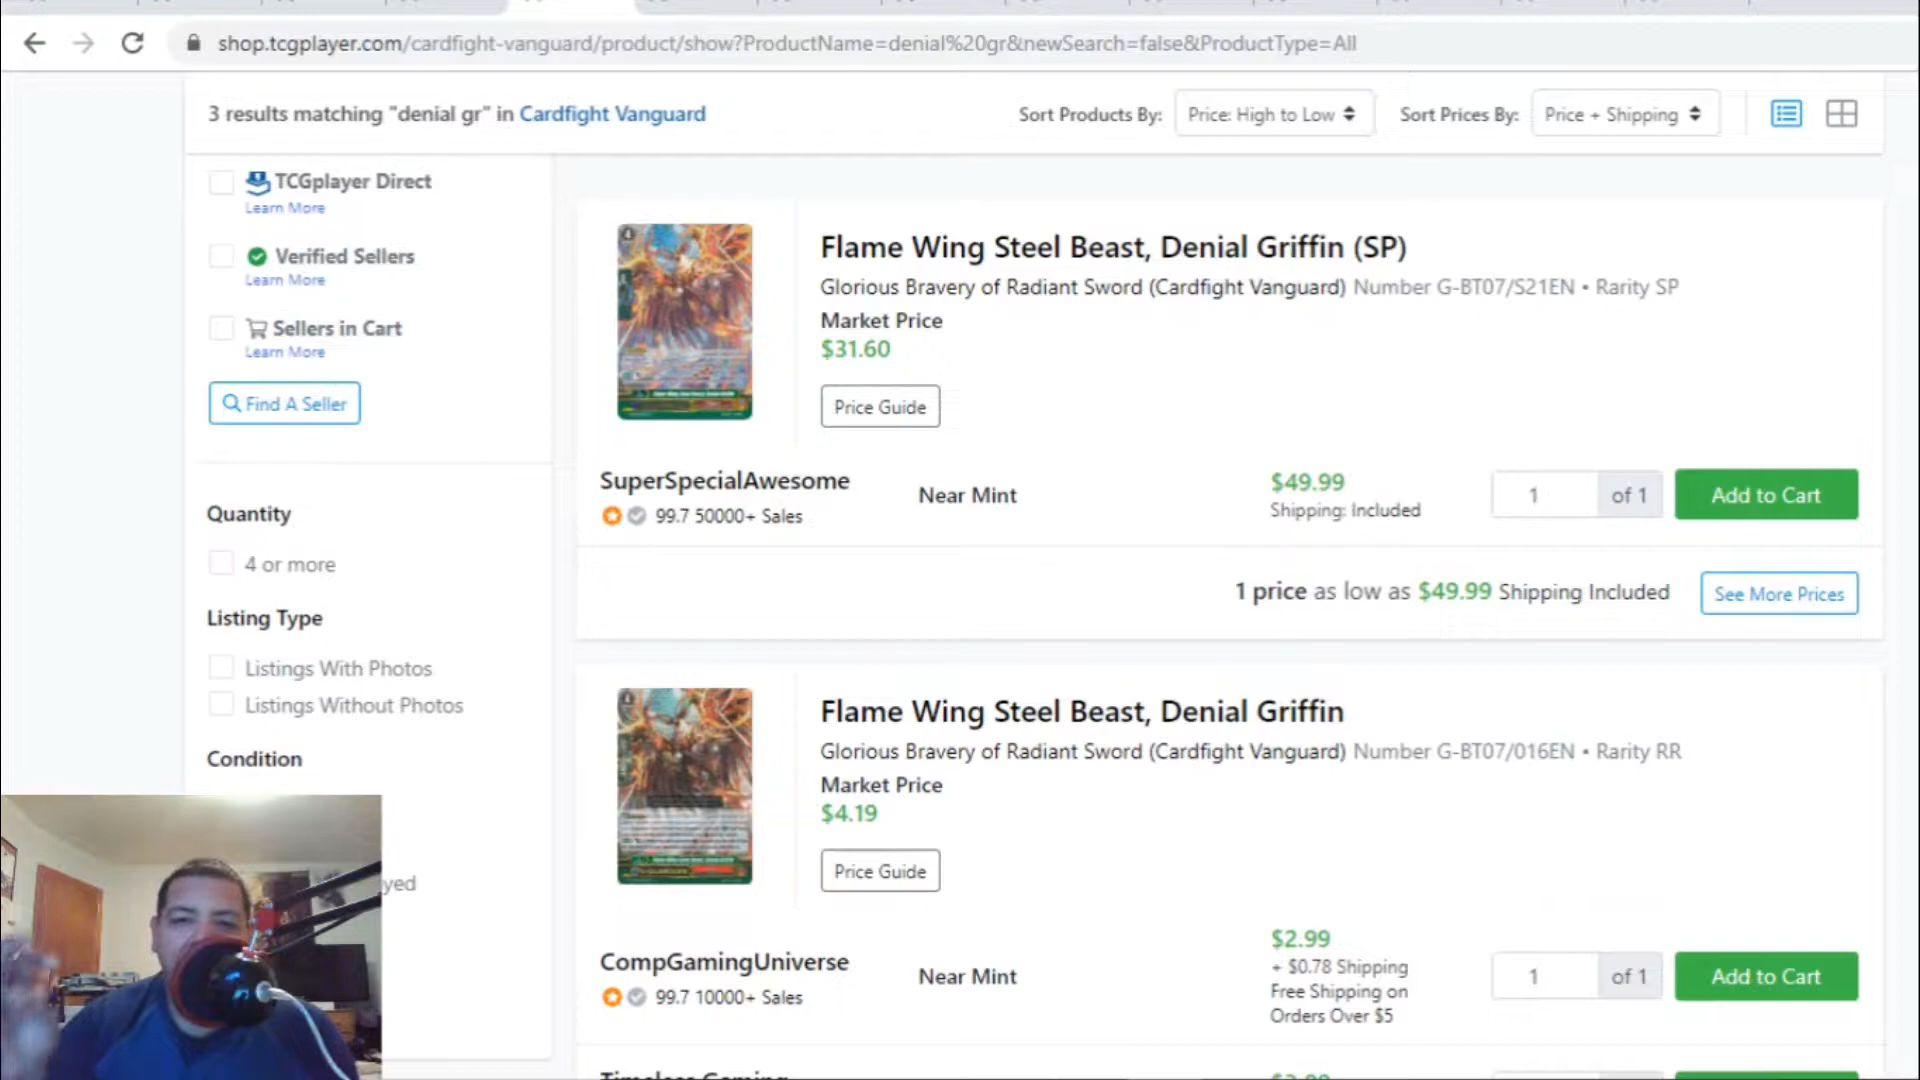 shop.tcgplayer.com/cardfight-vanguard/product/show?ProductName=denial%20gr&newSearch=false&ProductType=All
3 results matching "denial gr" in Cardfight Vanguard
Sort Products By: Price: High to Low Sort Prices By: Price + Shipping
TCGplayer Direct
Learn More
Verified Sellers
Learn More
Sellers in Cart
Learn More
Find A Seller
Quantity
4 or more
Listing Type
Listings With Photos
Listings Without Photos
Condition
yed
Flame Wing Steel Beast, Denial Griffin (SP)
Glorious Bravery of Radiant Sword (Cardfight Vanguard) Number G-BT07/S21EN • Rarity SP
Market Price
$31.60
Price Guide
SuperSpecialAwesome
99.7 50000+ Sales
Near Mint
$49.99
Shipping: Included
1 of 1 Add to Cart
1 price as low as $49.99 Shipping Included See More Prices
Flame Wing Steel Beast, Denial Griffin
Glorious Bravery of Radiant Sword (Cardfight Vanguard) Number G-BT07/016EN • Rarity RR
Market Price
$4.19
Price Guide
CompGamingUniverse
99.7 10000+ Sales
Near Mint
$2.99
+ $0.78 Shipping
Free Shipping on
Orders Over $5
1 of 1 Add to Cart